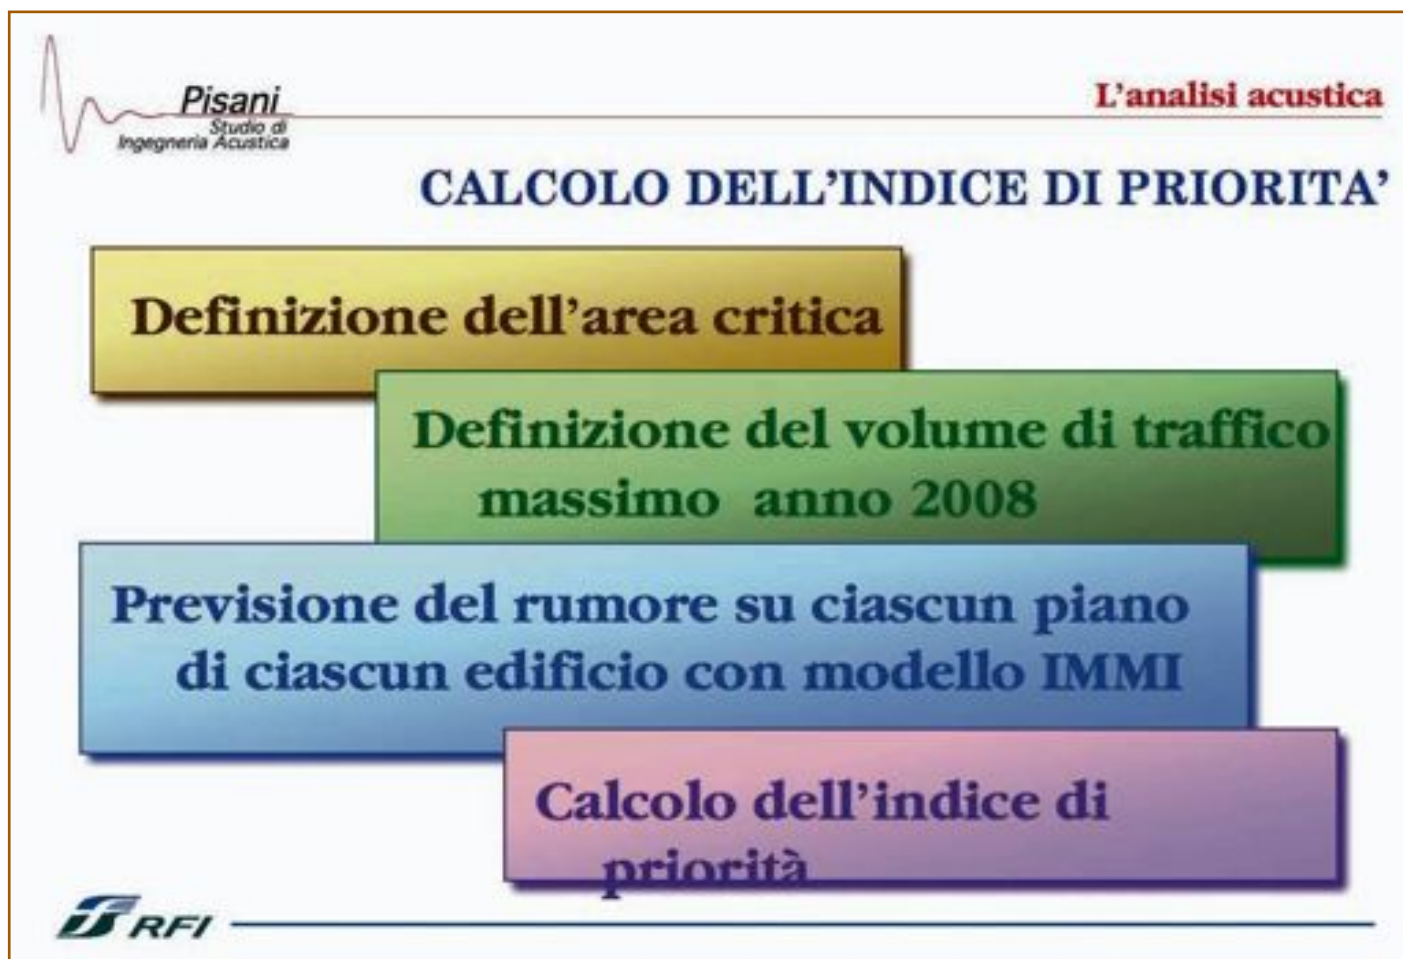 Pisani
Studio di
Ingegneria Acustica
L'analisi acustica
CALCOLO DELL'INDICE DI PRIORITA'
Definizione dell'area critica
Definizione del volume di traffico
massimo anno 2008
Previsione del rumore su ciascun piano
di ciascun edificio con modello IMMI
Calcolo dell'indice di
priorità
RFI